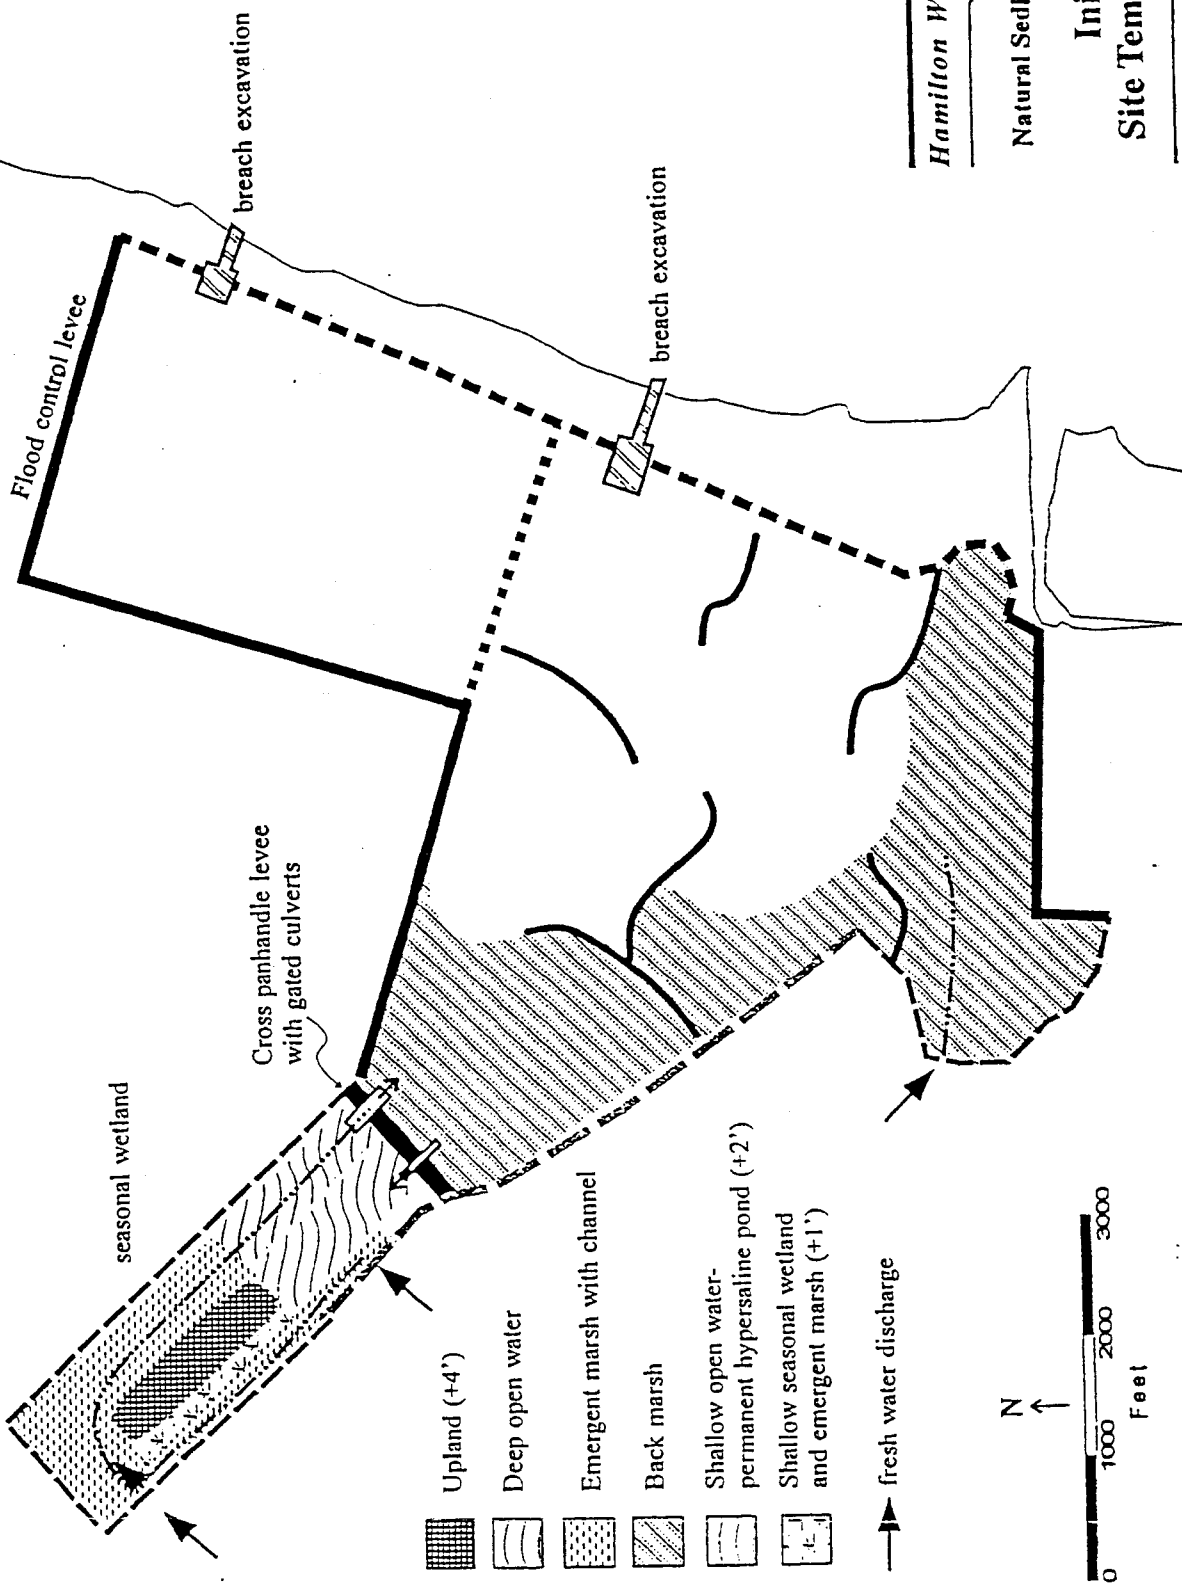 Flood control levee
breach excavation
breach excavation
Cross panhandle levee
with gated culverts
seasonal wetland
Upland (+4')
Deep open water
Emergent marsh with channel
Back marsh
Shallow open water-
permanent hypersaline pond (+2')
Shallow seasonal wetland
and emergent marsh (+1')
fresh water discharge
N
0 1000 2000 3000
Feet
Hamilton W
Natural Sedi
Ini
Site Tem